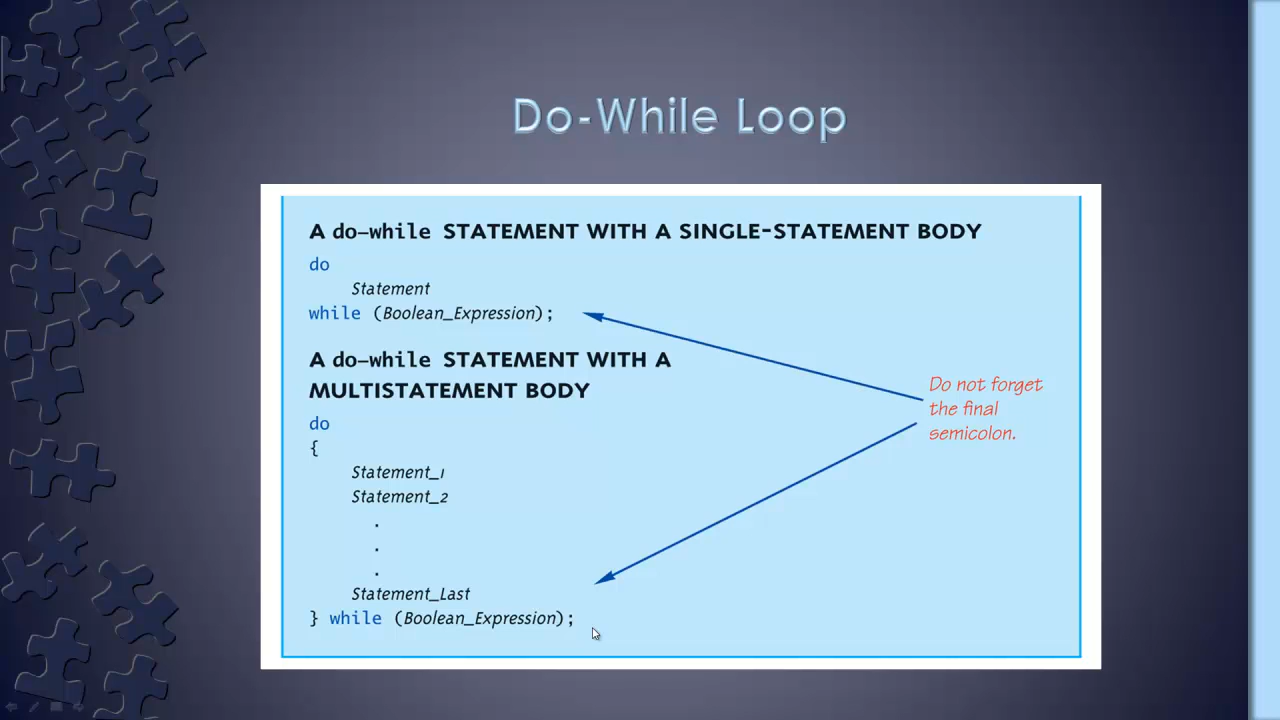 Do-While Loop
A do–while STATEMENT WITH A SINGLE-STATEMENT BODY
do
Statement
while (Boolean_Expression);
A do–while STATEMENT WITH A
MULTISTATEMENT BODY
do
{
Statement_1
Statement_2
.
.
.
Statement_Last
} while (Boolean_Expression);
Do not forget
the final
semicolon.